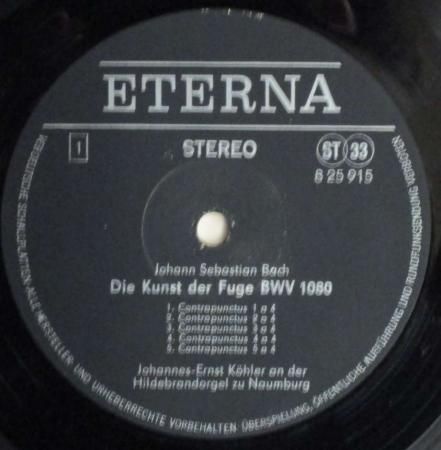 ETERNA
1
STEREO
ST 33
8 25 915
Johann Sebastian Bach
Die Kunst der Fuge BWV 1080
1. Contrapunctus 1 a 4
2. Contrapunctus 2 a 4
3. Contrapunctus 3 a 4
4. Contrapunctus 4 a 4
5. Contrapunctus 5 a 4
Johannes-Ernst Köhler an der
Hildebrandorgel zu Naumburg
VEB DEUTSCHE SCHALLPLATTEN · ALLE HERSTELLER- UND URHEBERRECHTE VORBEHALTEN ÜBERSPIELUNG, ÖFFENTLICHE AUFFÜHRUNG UND RUNDFUNKSENDUNG VERBOTEN